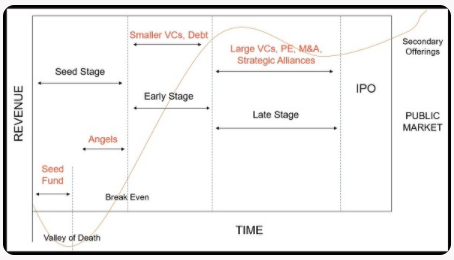 Smaller VCs, Debt
Large VCs, PE, M&A,
Strategic Alliances
Secondary
Offerings
Seed Stage
Early Stage
Late Stage
IPO
PUBLIC
MARKET
REVENUE
Angels
Seed
Fund
Break Even
Valley of Death
TIME